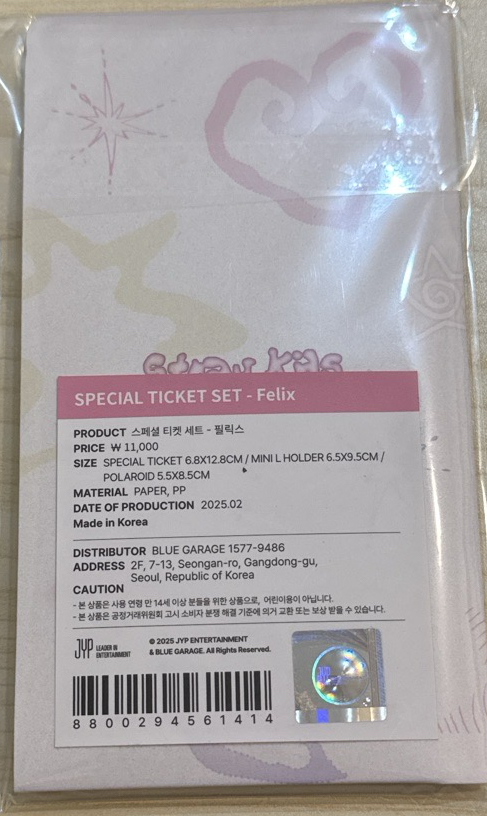 Stray Kids
SPECIAL TICKET SET - Felix
PRODUCT 스페셜 티켓 세트 - 필릭스
PRICE ₩ 11,000
SIZE SPECIAL TICKET 6.8X12.8CM / MINI L HOLDER 6.5X9.5CM /
POLAROID 5.5X8.5CM
MATERIAL PAPER, PP
DATE OF PRODUCTION 2025.02
Made in Korea
DISTRIBUTOR BLUE GARAGE 1577-9486
ADDRESS 2F, 7-13, Seongan-ro, Gangdong-gu,
Seoul, Republic of Korea
CAUTION
- 본 상품은 사용 연령 만 14세 이상 분들을 위한 상품으로, 어린이용이 아닙니다.
- 본 상품은 공정거래위원회 고시 소비자 분쟁 해결 기준에 의거 교환 또는 보상 받을 수 있습니다.
JYP LEADER IN
ENTERTAINMENT
© 2025 JYP ENTERTAINMENT
& BLUE GARAGE. All Rights Reserved.
JYP
8800294561414